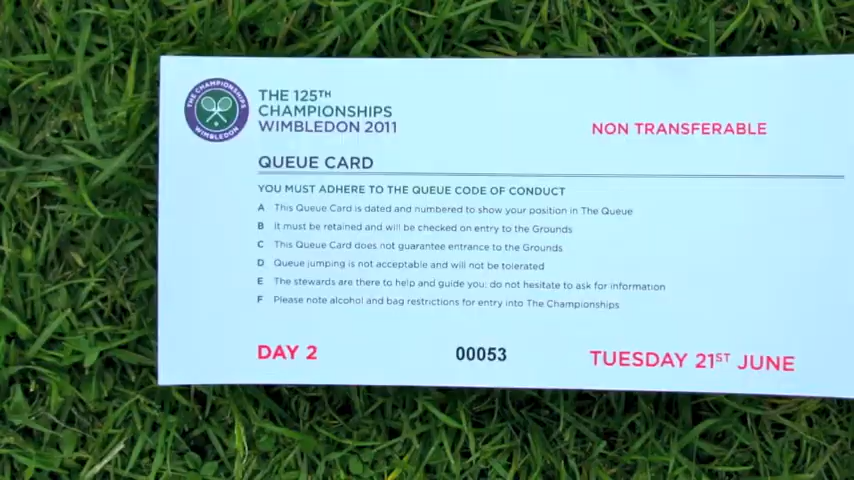 THE CHAMPIONSHIPS
WIMBLEDON
THE 125TH
CHAMPIONSHIPS
WIMBLEDON 2011
NON TRANSFERABLE
QUEUE CARD
YOU MUST ADHERE TO THE QUEUE CODE OF CONDUCT
A This Queue Card is dated and numbered to show your position in The Queue
B It must be retained and will be checked on entry to the Grounds
C This Queue Card does not guarantee entrance to the Grounds
D Queue jumping is not acceptable and will not be tolerated
E The stewards are there to help and guide you: do not hesitate to ask for information
F Please note alcohol and bag restrictions for entry into The Championships
DAY 2 00053 TUESDAY 21ST JUNE